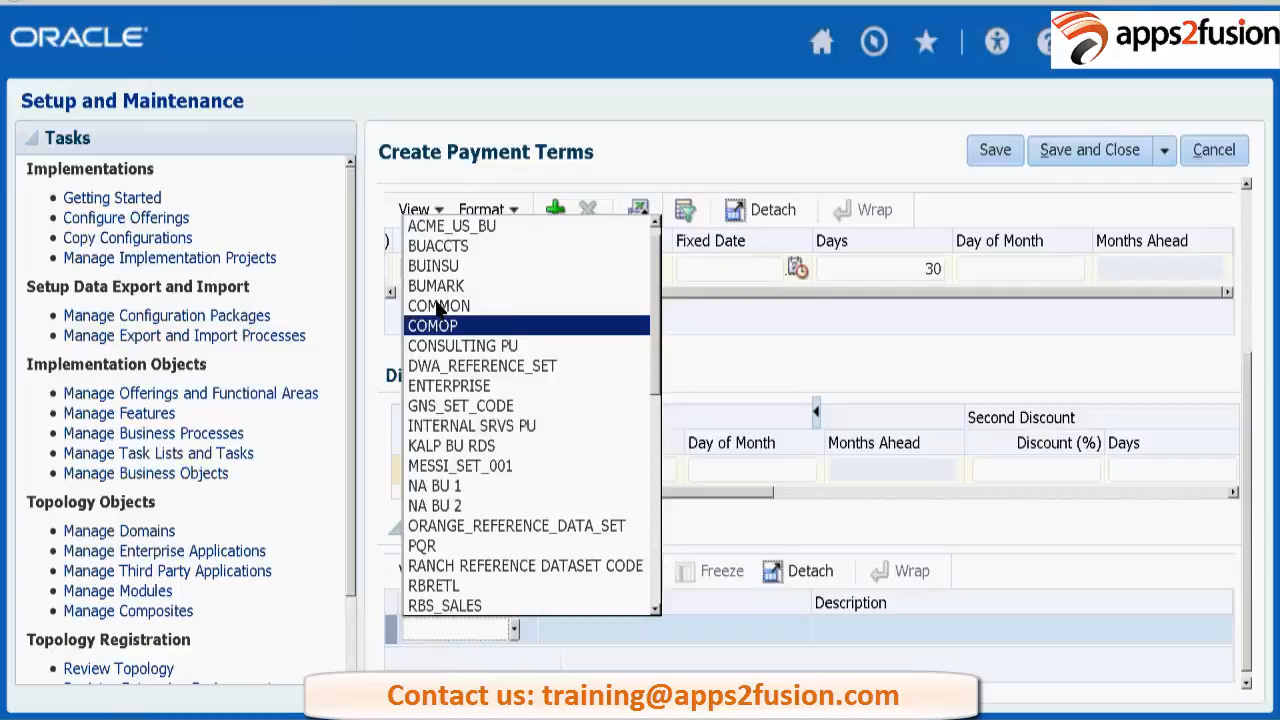 ORACLE
apps2fusion
Setup and Maintenance
Tasks
Implementations
Getting Started
Configure Offerings
Copy Configurations
Manage Implementation Projects
Setup Data Export and Import
Manage Configuration Packages
Manage Export and Import Processes
Implementation Objects
Manage Offerings and Functional Areas
Manage Features
Manage Business Processes
Manage Task Lists and Tasks
Manage Business Objects
Topology Objects
Manage Domains
Manage Enterprise Applications
Manage Third Party Applications
Manage Modules
Manage Composites
Topology Registration
Review Topology
Create Payment Terms
Save
Save and Close
Cancel
View
Format
Detach
Wrap
)
Fixed Date
Days
Day of Month
Months Ahead
30
ACME_US_BU
BUACCTS
BUINSU
BUMARK
COMMON
COMOP
CONSULTING PU
DWA_REFERENCE_SET
ENTERPRISE
GNS_SET_CODE
INTERNAL SRVS PU
KALP BU RDS
MESSI_SET_001
NA BU 1
NA BU 2
ORANGE_REFERENCE_DATA_SET
PQR
RANCH REFERENCE DATASET CODE
RBRETL
RBS_SALES
Di
Second Discount
Day of Month
Months Ahead
Discount (%)
Days
Freeze
Detach
Wrap
Description
Contact us: training@apps2fusion.com